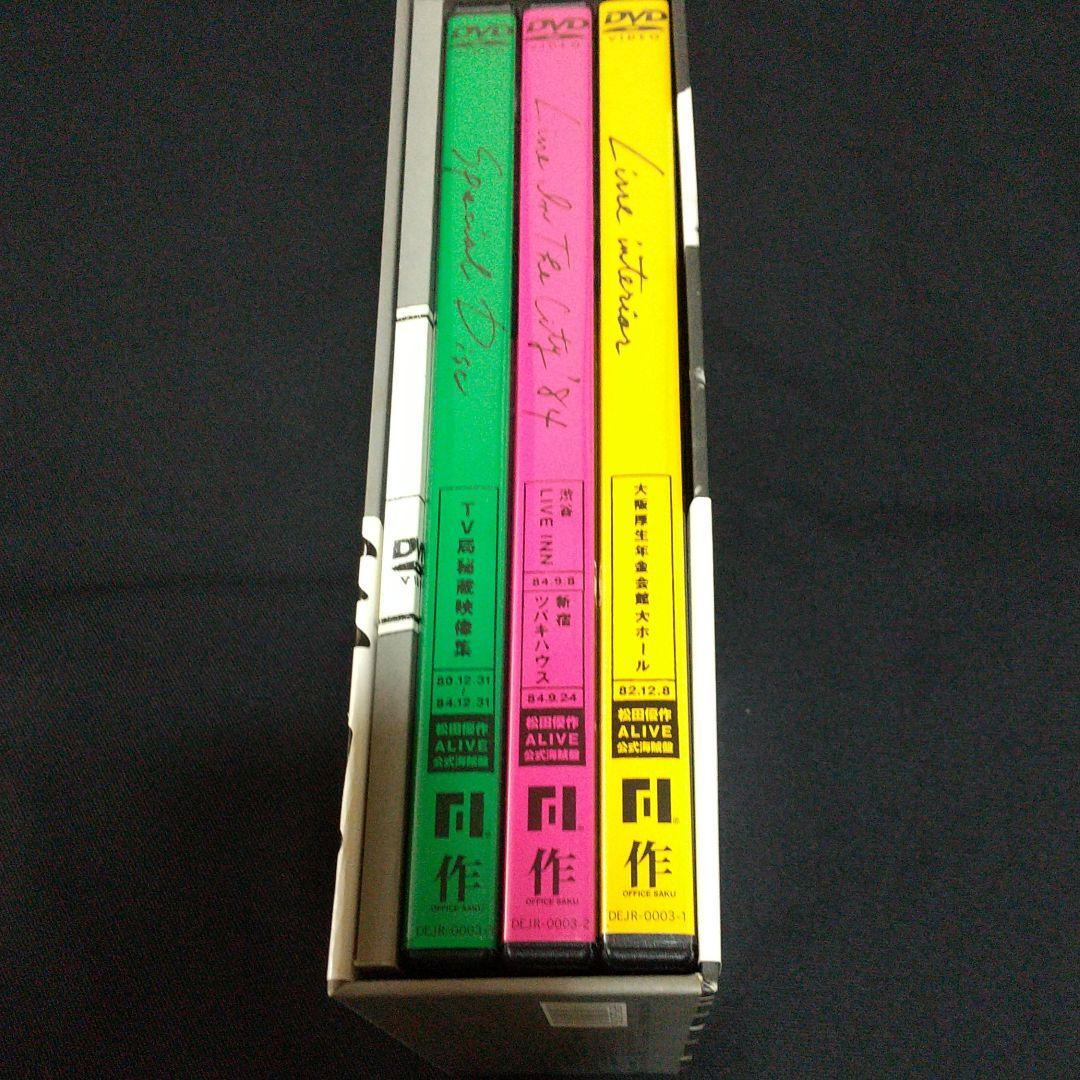 DVD
VIDEO
Special Disc
TV局秘蔵映像集
80.12.31
~
84.12.31
松田優作
ALIVE
公式海賊盤
作
OFFICE SAKU
DEJR-0003-3
DVD
VIDEO
Live In The City '84
渋谷
LIVE INN
84.9.8
新宿
ツバキハウス
84.9.24
松田優作
ALIVE
公式海賊盤
作
OFFICE SAKU
DEJR-0003-2
DVD
VIDEO
Live interior
大阪厚生年金会館 大ホール
82.12.8
松田優作
ALIVE
公式海賊盤
作
OFFICE SAKU
DEJR-0003-1